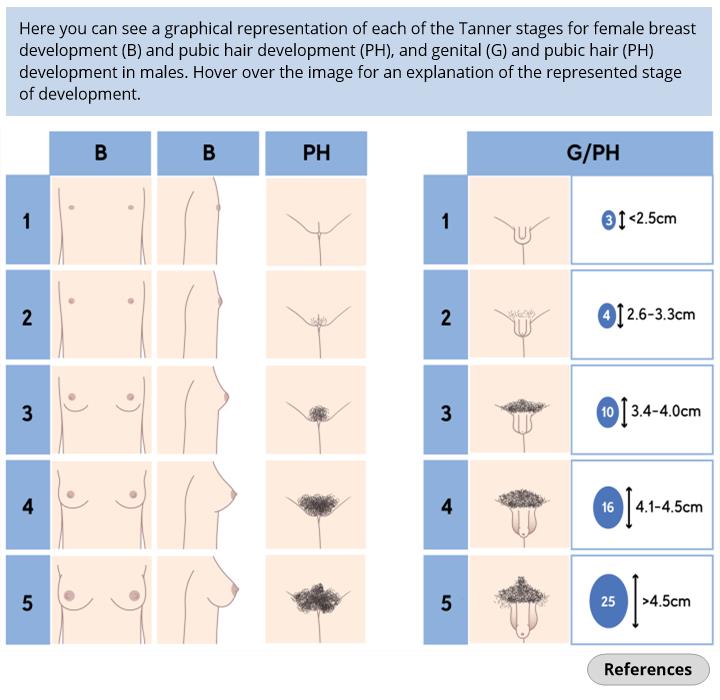 Here you can see a graphical representation of each of the Tanner stages for female breast
development (B) and pubic hair development (PH), and genital (G) and pubic hair (PH)
development in males. Hover over the image for an explanation of the represented stage
of development.
B B PH G/PH
1 1 3 <2.5cm
2 2 4 2.6–3.3cm
3 3 10 3.4–4.0cm
4 4 16 4.1–4.5cm
5 5 25 >4.5cm
References